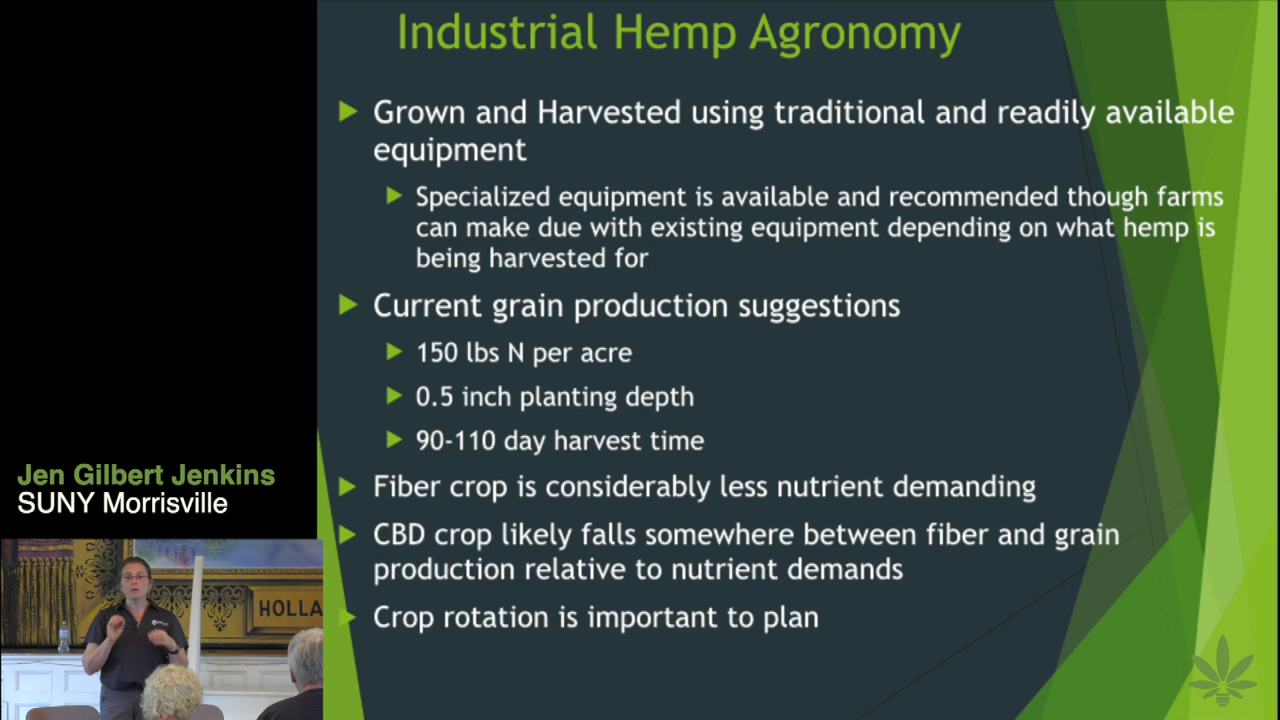 Industrial Hemp Agronomy
Grown and Harvested using traditional and readily available
equipment
Specialized equipment is available and recommended though farms
can make due with existing equipment depending on what hemp is
being harvested for
Current grain production suggestions
150 lbs N per acre
0.5 inch planting depth
90-110 day harvest time
Fiber crop is considerably less nutrient demanding
CBD crop likely falls somewhere between fiber and grain
production relative to nutrient demands
Crop rotation is important to plan
Jen Gilbert Jenkins
SUNY Morrisville
HOLLA